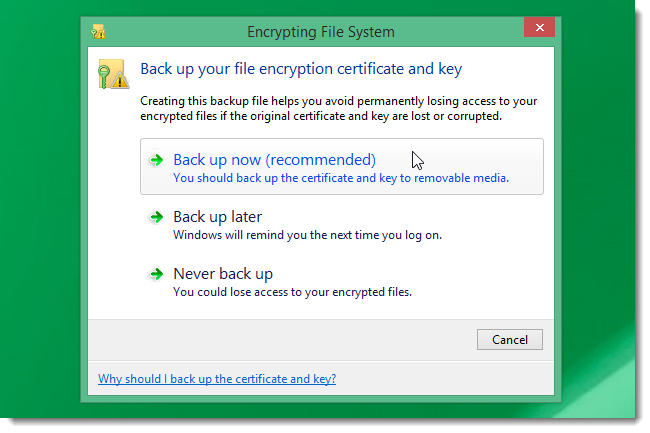 Encrypting File System
Back up your file encryption certificate and key
Creating this backup file helps you avoid permanently losing access to your
encrypted files if the original certificate and key are lost or corrupted.
Back up now (recommended)
You should back up the certificate and key to removable media.
Back up later
Windows will remind you the next time you log on.
Never back up
You could lose access to your encrypted files.
Cancel
Why should I back up the certificate and key?